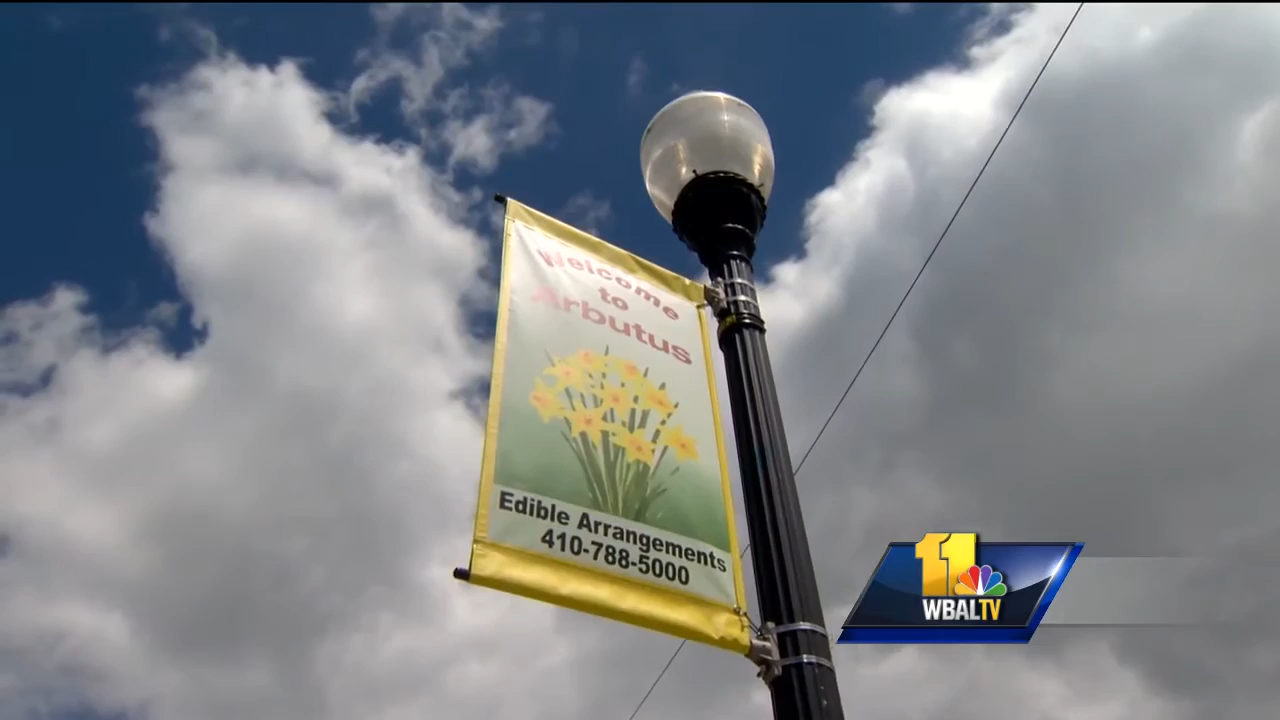 Welcome
to
Arbutus
Edible Arrangements
410-788-5000
11
WBALTV